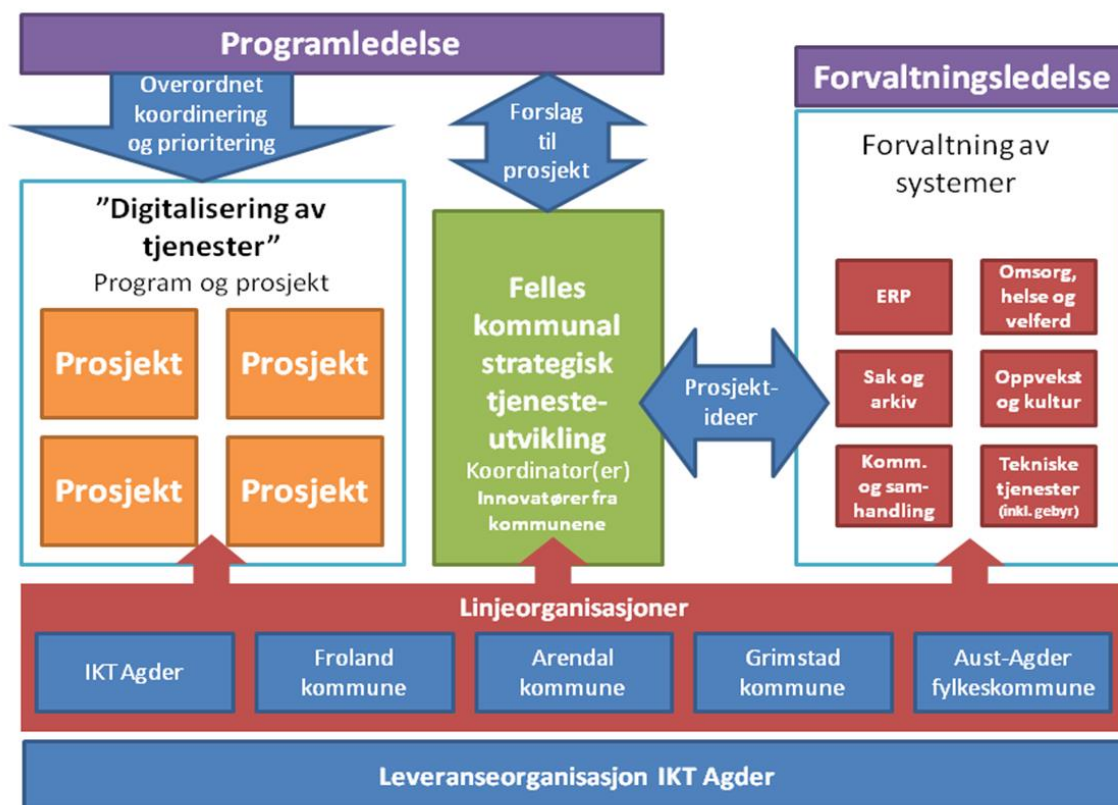 Programledelse
Overordnet
koordinering
og prioritering
Forslag
til
prosjekt
Forvaltningsledelse
”Digitalisering av
tjenester”
Program og prosjekt
Prosjekt
Prosjekt
Prosjekt
Prosjekt
Felles
kommunal
strategisk
tjeneste-
utvikling
Koordinator(er)
Innovatører fra
kommunene
Prosjekt-
ideer
Forvaltning av
systemer
ERP
Omsorg,
helse og
velferd
Sak og
arkiv
Oppvekst
og kultur
Komm.
og sam-
handling
Tekniske
tjenester
(inkl. gebyr)
Linjeorganisasjoner
IKT Agder
Froland
kommune
Arendal
kommune
Grimstad
kommune
Aust-Agder
fylkeskommune
Leveranseorganisasjon IKT Agder